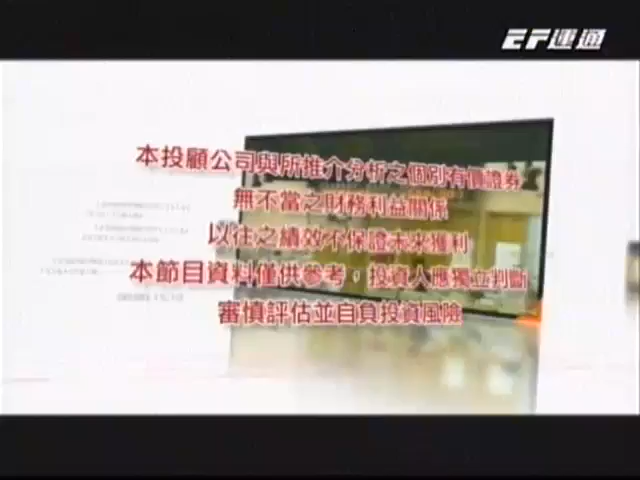 EF運通
本投顧公司與所推介分析之個別有價證券
無不當之財務利益關係
以往之績效不保證未來獲利
本節目資料僅供參考，投資人應獨立判斷
審慎評估並自負投資風險